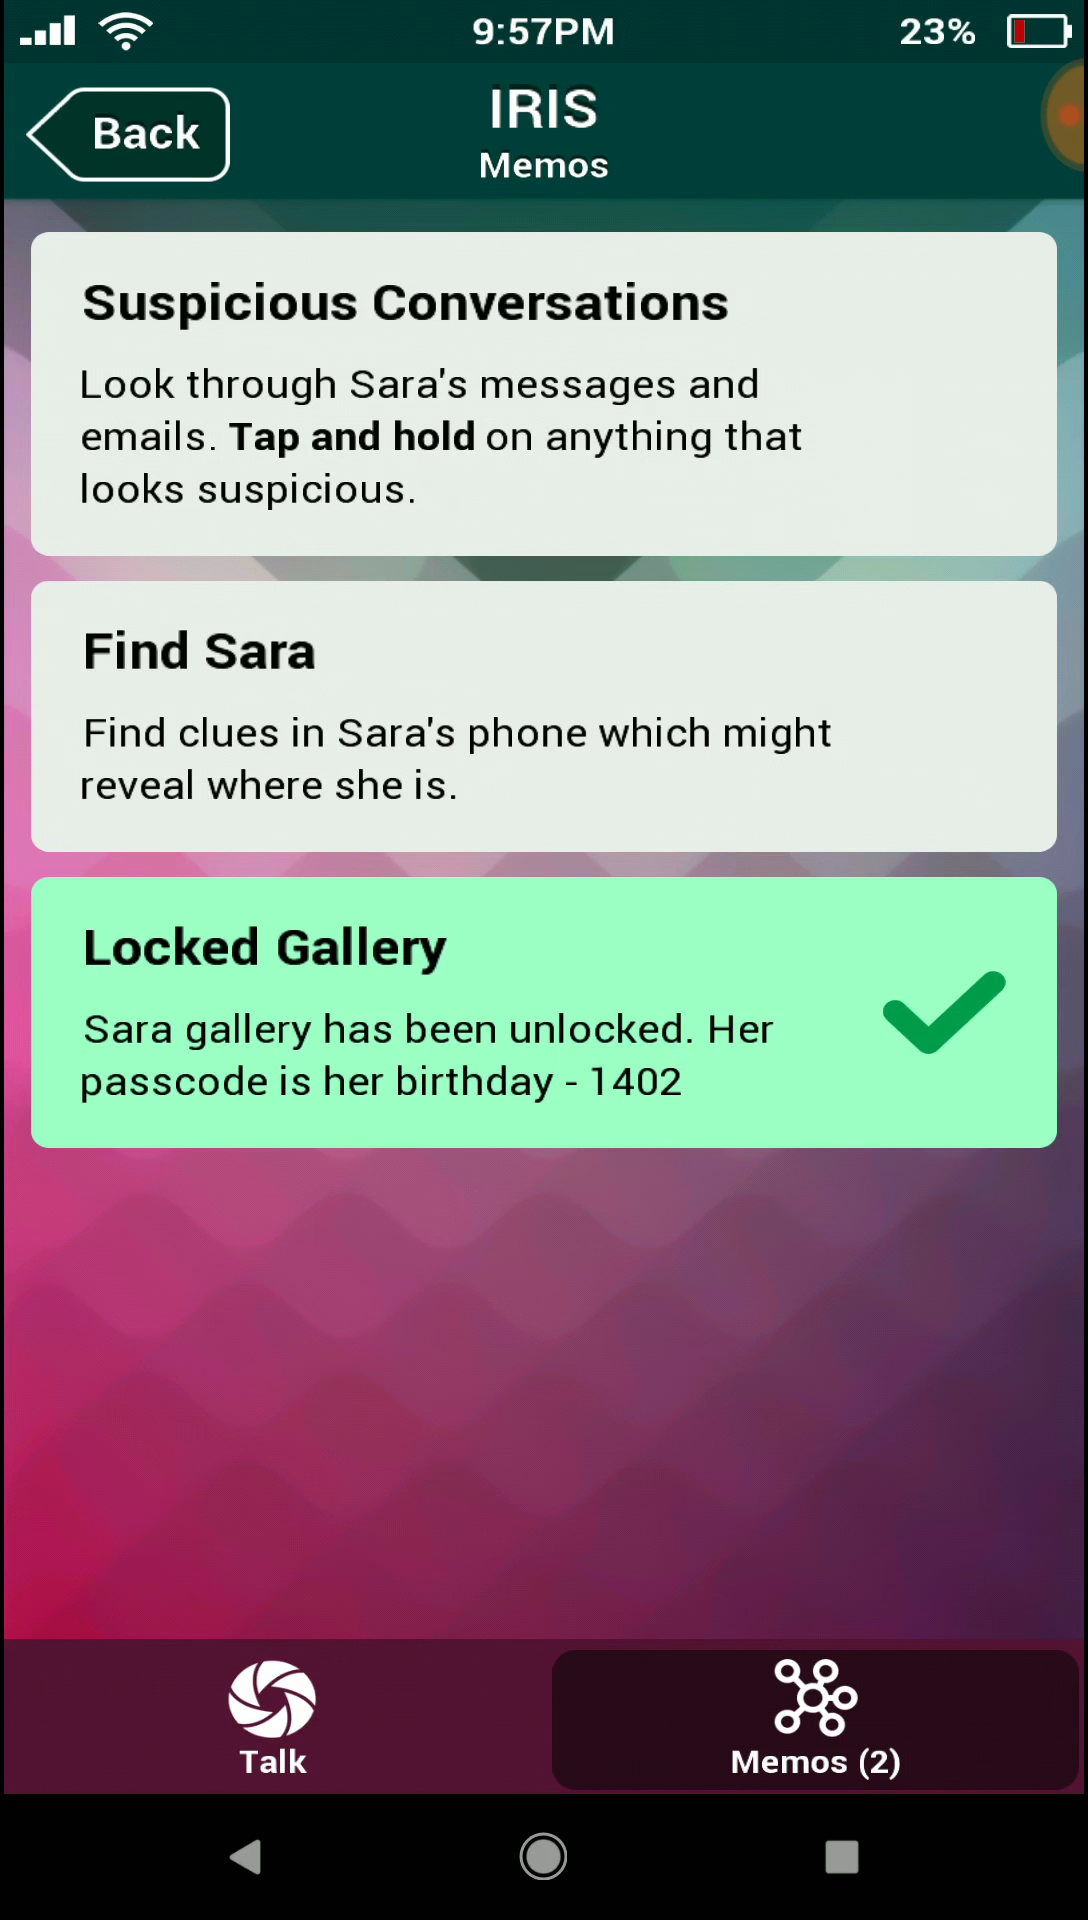 9:57PM
23%
Back
IRIS
Memos
Suspicious Conversations
Look through Sara's messages and
emails. Tap and hold on anything that
looks suspicious.
Find Sara
Find clues in Sara's phone which might
reveal where she is.
Locked Gallery
Sara gallery has been unlocked. Her
passcode is her birthday - 1402
Talk
Memos (2)